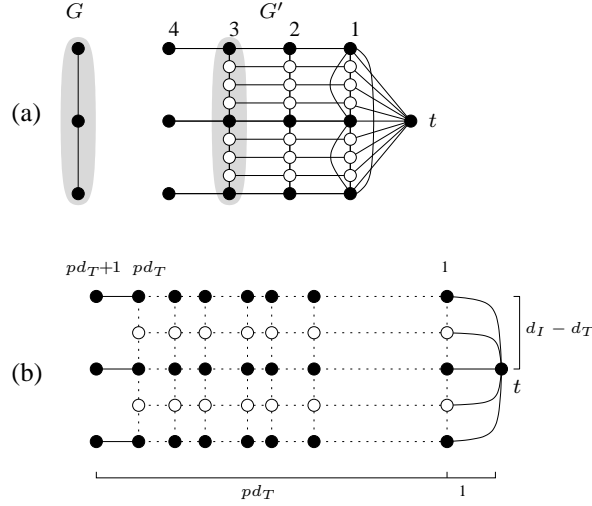 G G′
4 3 2 1
(a) t
pd_T+1 pd_T 1
d_I − d_T
(b) t
pd_T 1